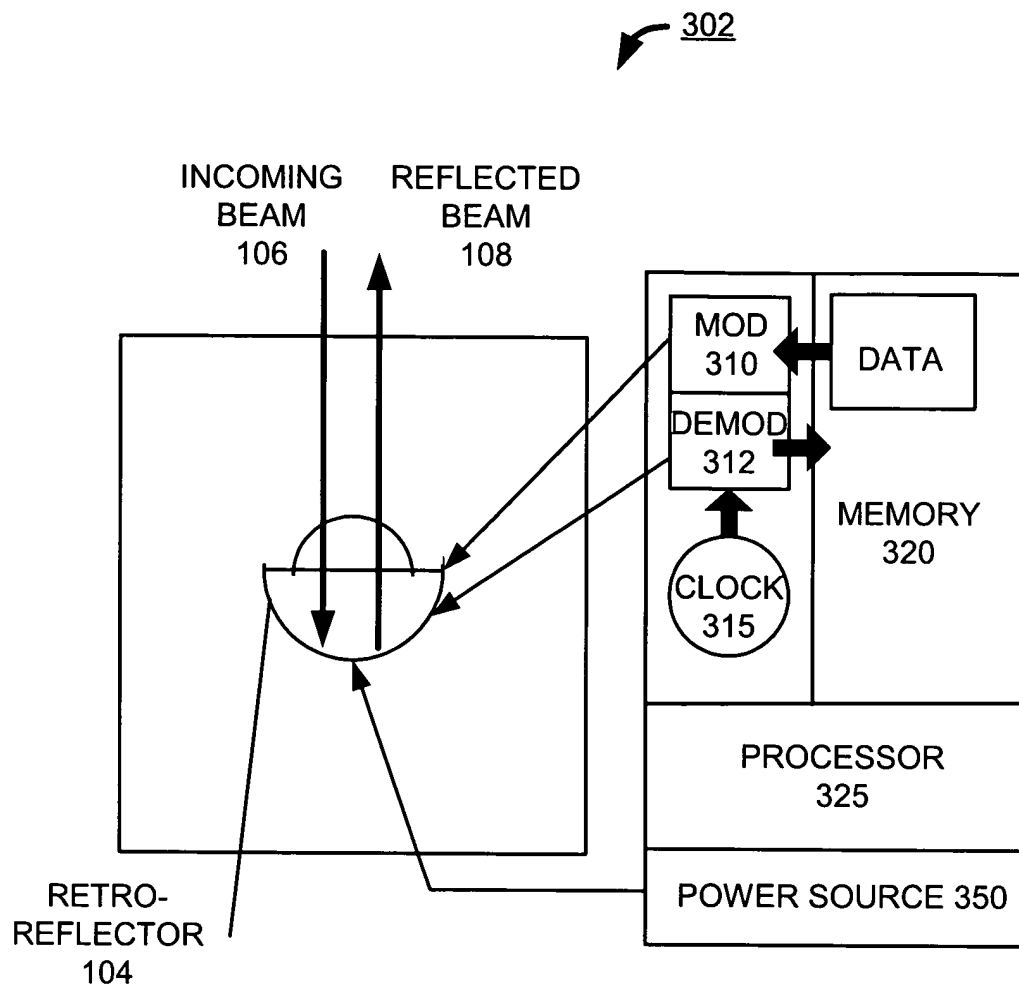 302
INCOMING
BEAM
106
REFLECTED
BEAM
108
MOD
310
DATA
DEMOD
312
MEMORY
320
CLOCK
315
PROCESSOR
325
POWER SOURCE 350
RETRO-
REFLECTOR
104